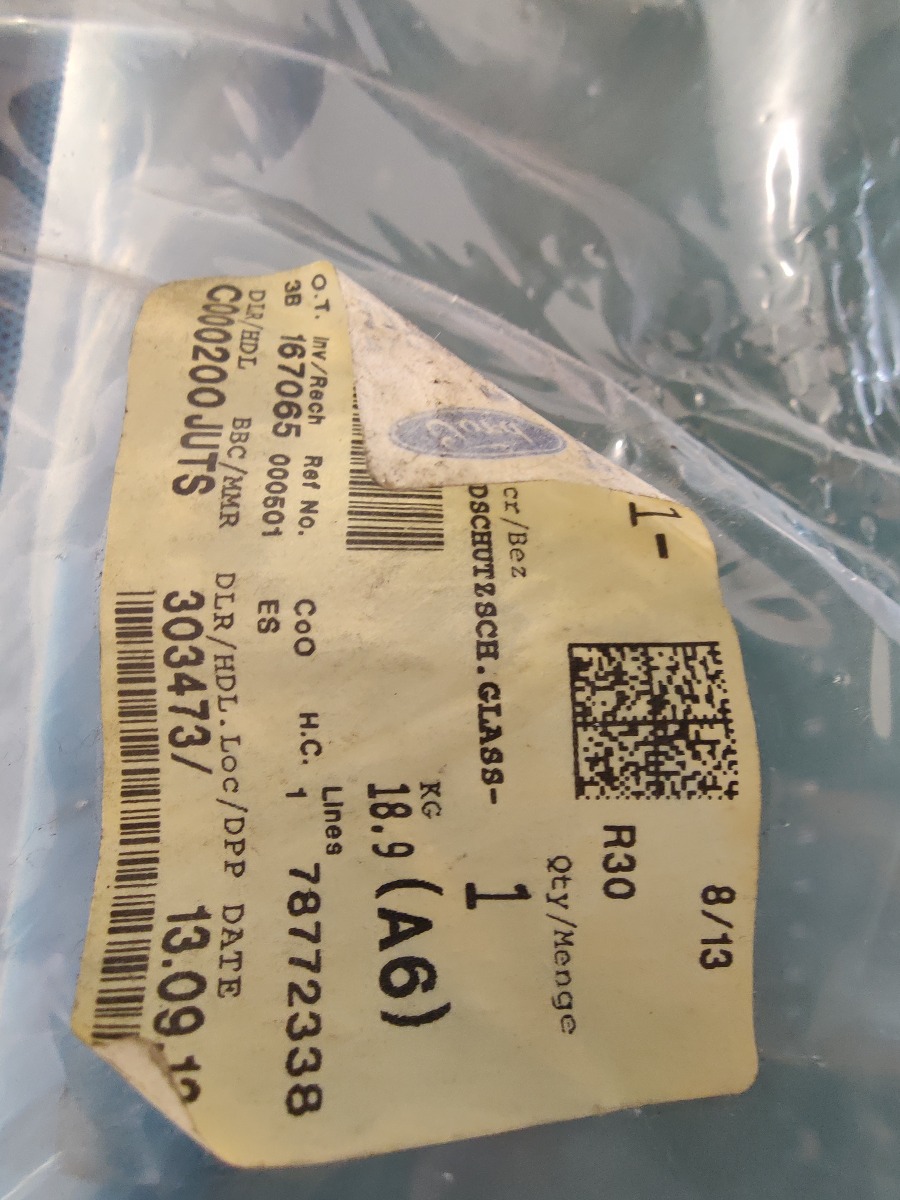 8/13
1-
R30
Qty/Menge
cr/Bez
1
DSCHUTZSCH.GLASS-
KG
18.9 (A6)
Lines
O.T. Inv/Rech Ref No. CoO H.C. 1 78772338
3B 167065 000501 ES
DLR/HDL BBC/MMR DLR/HDL.Loc/DPP DATE
C000200JUTS 303473/ 13.09
Ford